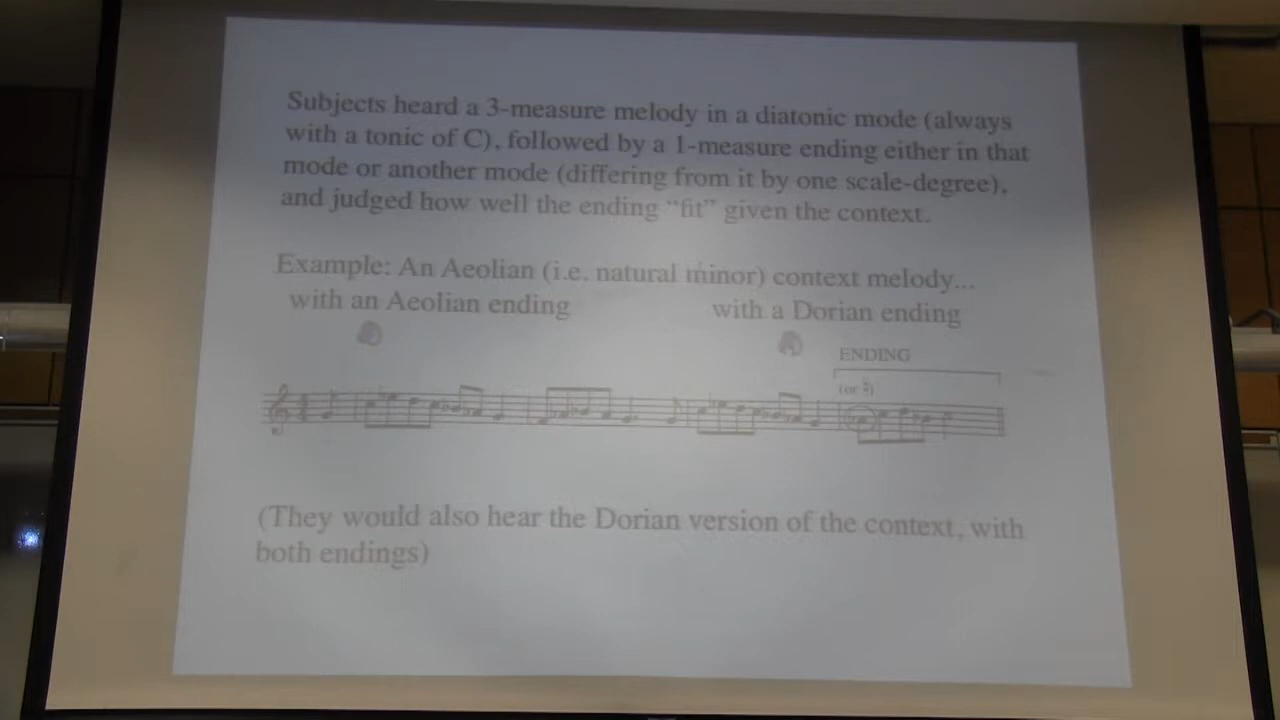 Subjects heard a 3-measure melody in a diatonic mode (always
with a tonic of C), followed by a 1-measure ending either in that
mode or another mode (differing from it by one scale-degree),
and judged how well the ending “fit” given the context.
Example: An Aeolian (i.e. natural minor) context melody...
with an Aeolian ending
with a Dorian ending
ENDING
(or ♮)
(They would also hear the Dorian version of the context, with
both endings)